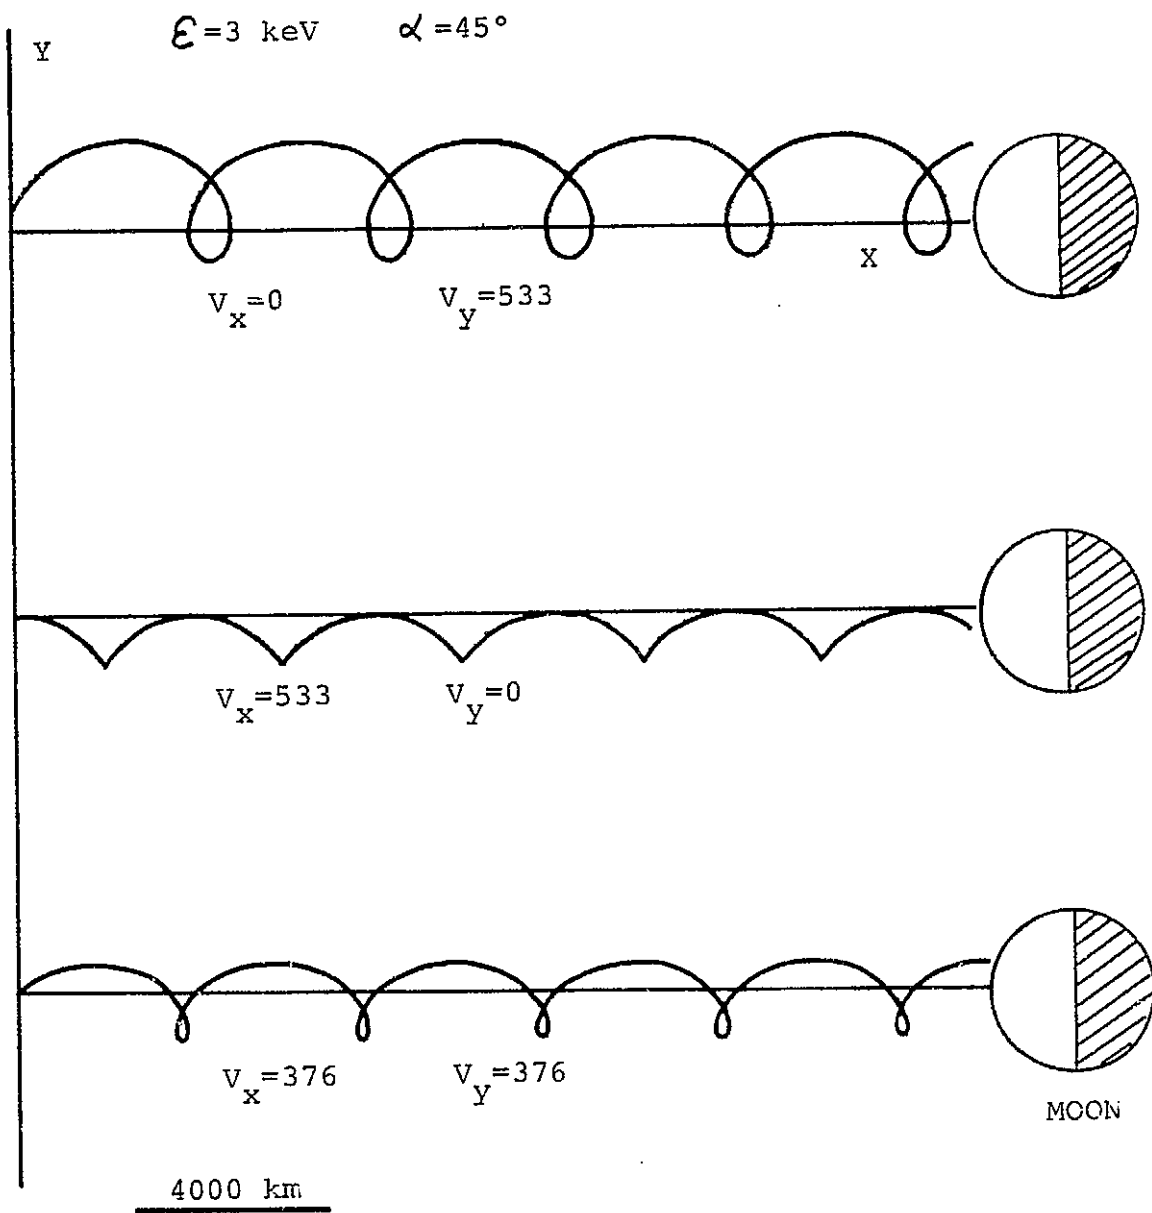 Ɛ=3 keV α=45°
Y
X
V_x=0 V_y=533
V_x=533 V_y=0
V_x=376 V_y=376
MOON
4000 km